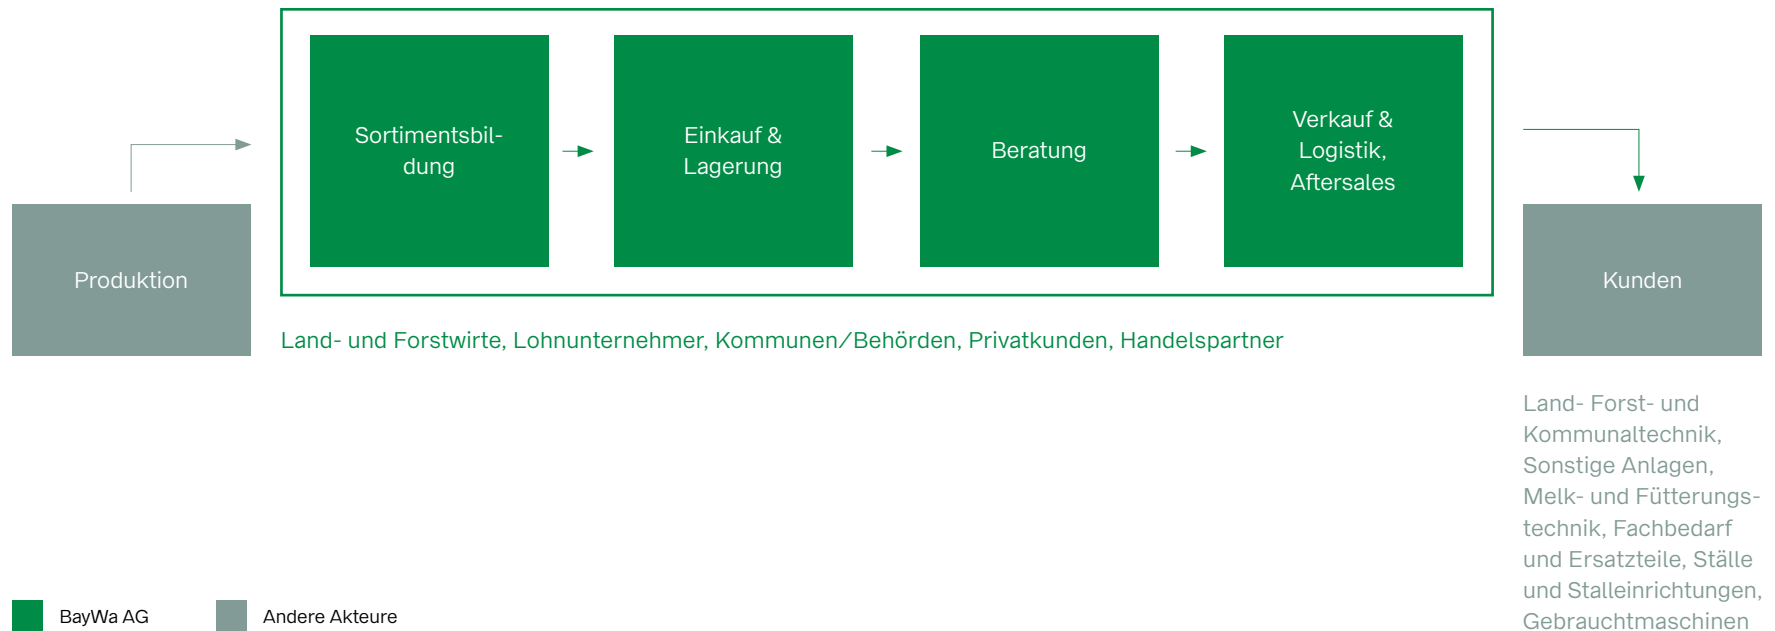 Produktion
Sortimentsbil-
dung
Einkauf &
Lagerung
Beratung
Verkauf &
Logistik,
Aftersales
Kunden
Land- und Forstwirte, Lohnunternehmer, Kommunen/Behörden, Privatkunden, Handelspartner
Land- Forst- und
Kommunaltechnik,
Sonstige Anlagen,
Melk- und Fütterungs-
technik, Fachbedarf
und Ersatzteile, Ställe
und Stalleinrichtungen,
Gebrauchtmaschinen
BayWa AG
Andere Akteure